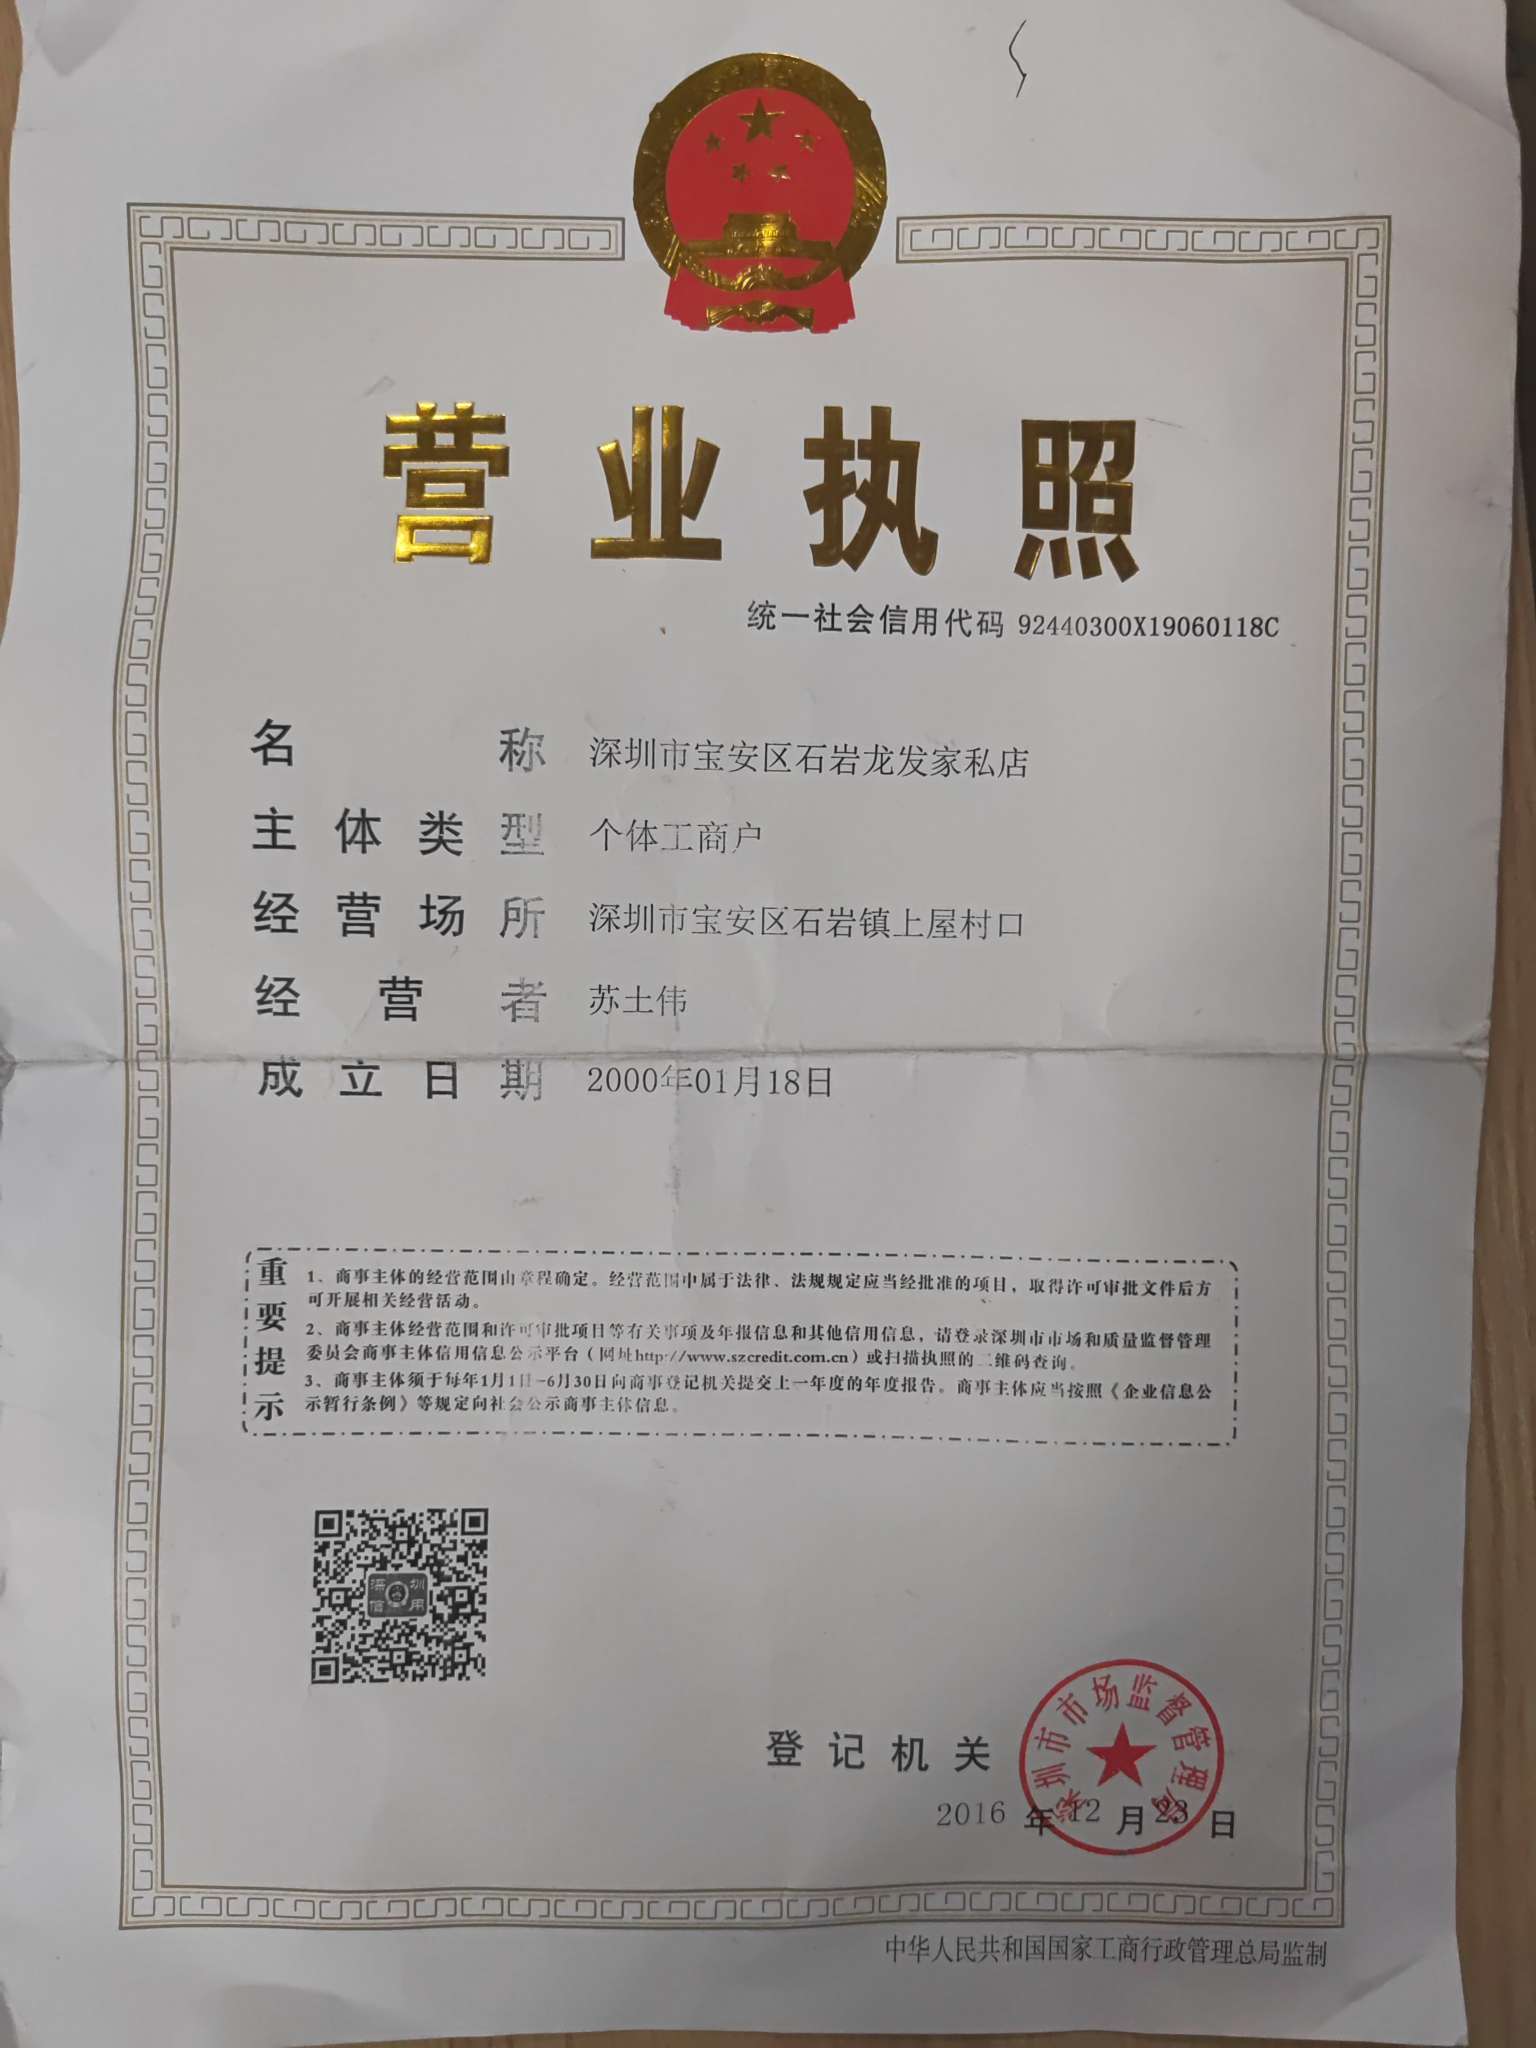 营业执照
统一社会信用代码 92440300X19060118C
名称 深圳市宝安区石岩龙发家私店
主体类型 个体工商户
经营场所 深圳市宝安区石岩镇上屋村口
经营者 苏土伟
成立日期 2000年01月18日
重要提示
1、商事主体的经营范围由章程确定。经营范围中属于法律、法规规定应当经批准的项目，取得许可审批文件后方
可开展相关经营活动。
2、商事主体经营范围和许可审批项目等有关事项及年报信息和其他信用信息，请登录深圳市市场和质量监督管理
委员会商事主体信用信息公示平台（网址http://www.szcredit.com.cn）或扫描执照的二维码查询。
3、商事主体须于每年1月1日-6月30日向商事登记机关提交上一年度的年度报告。商事主体应当按照《企业信息公
示暂行条例》等规定向社会公示商事主体信息。
深圳
信用
登记机关
深圳市市场监督管理局
2016年12月23日
中华人民共和国国家工商行政管理总局监制